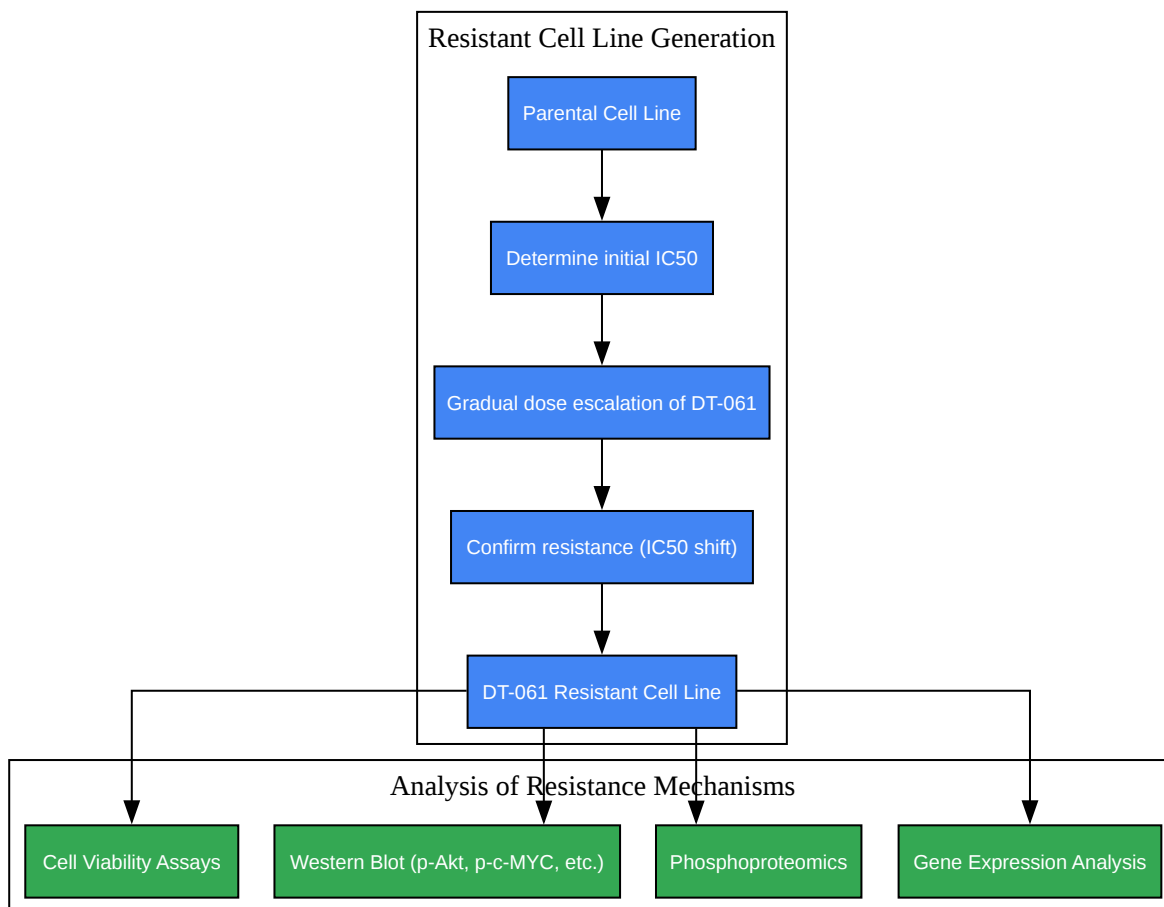 Resistant Cell Line Generation
Parental Cell Line
Determine initial IC50
Gradual dose escalation of DT-061
Confirm resistance (IC50 shift)
DT-061 Resistant Cell Line
Analysis of Resistance Mechanisms
Cell Viability Assays
Western Blot (p-Akt, p-c-MYC, etc.)
Phosphoproteomics
Gene Expression Analysis